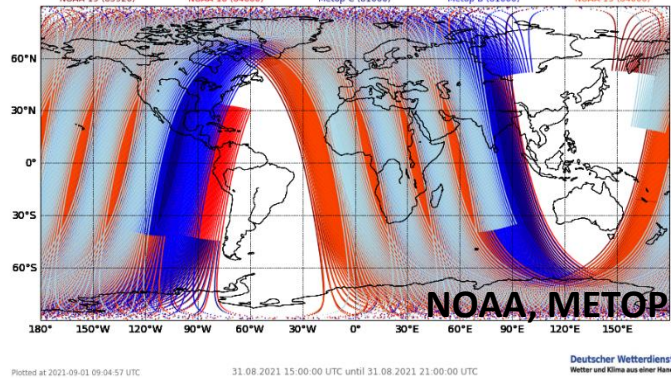 60°N
30°N
0°
30°S
60°S
NOAA, METOP
180° 150°W 120°W 90°W 60°W 30°W 0° 30°E 60°E 90°E 120°E 150°E
Plotted at 2021-09-01 09:04:57 UTC 31.08.2021 15:00:00 UTC until 31.08.2021 21:00:00 UTC
Deutscher Wetterdienst
Wetter und Klima aus einer Hand